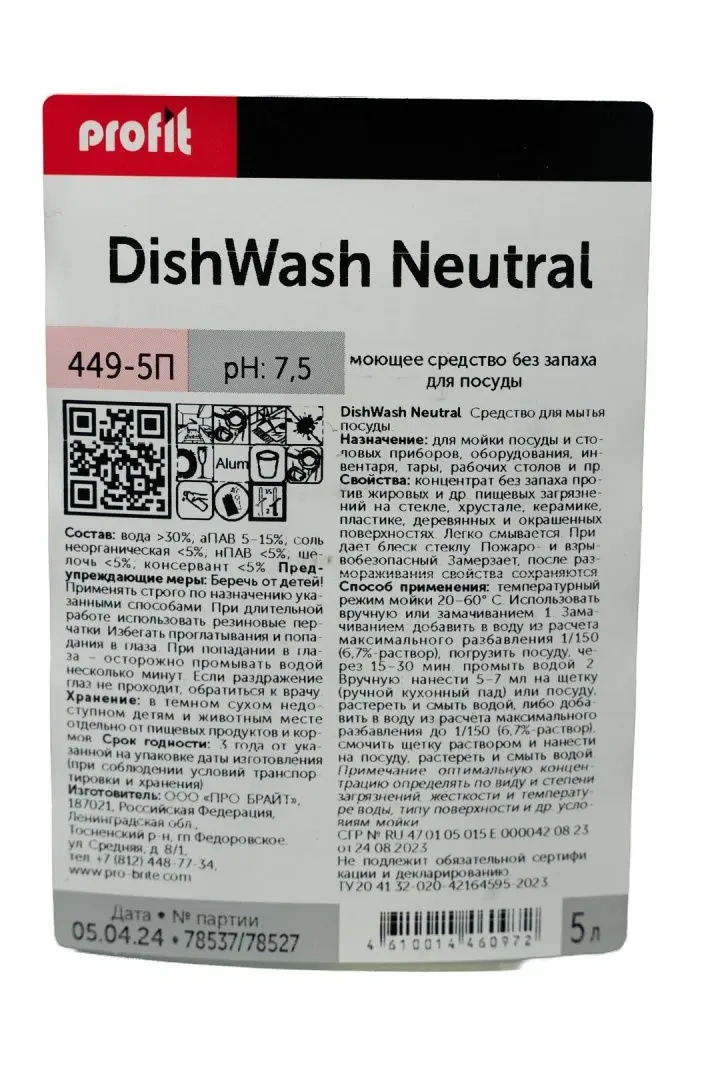 profit
DishWash Neutral
449-5П
pH: 7,5
моющее средство без запаха
для посуды
Alum
Состав: вода >30%, аПАВ 5-15%, соль
неорганическая <5%, нПАВ <5%, ще-
лочь <5%, консервант <5% Пред-
упреждающие меры: Беречь от детей!
Применять строго по назначению ука-
занными способами. При длительной
работе использовать резиновые пер-
чатки Избегать проглатывания и попа-
дания в глаза. При попадании в гла-
за – осторожно промывать водой
несколько минут. Если раздражение
глаз не проходит, обратиться к врачу.
Хранение: в темном сухом недо-
ступном детям и животным месте
отдельно от пищевых продуктов и кор-
мов. Срок годности: 3 года от ука-
занной на упаковке даты изготовления
(при соблюдении условий транспор-
тировки и хранения)
Изготовитель: ООО «ПРО БРАЙТ»,
187021, Российская Федерация,
Ленинградская обл.,
Тосненский р-н, гп Федоровское.
ул Средняя, д 8/1,
тел +7 (812) 448-77-34,
www.pro-brite.com
DishWash Neutral Средство для мытья
посуды
Назначение: для мойки посуды и сто-
ловых приборов, оборудования, ин-
вентаря, тары, рабочих столов и пр
Свойства: концентрат без запаха про-
тив жировых и др. пищевых загрязне-
ний на стекле, хрустале, керамике,
пластике, деревянных и окрашенных
поверхностях. Легко смывается. При
дает блеск стеклу Пожаро- и взры-
вобезопасный Замерзает, после раз-
мораживания свойства сохраняются
Способ применения: температурный
режим мойки 20-60° С. Использовать
вручную или замачиванием 1. Зама-
чиванием. добавить в воду из расчета
максимального разбавления 1/150
(6,7%-раствор), погрузить посуду, че-
рез 15-30 мин. промыть водой 2.
Вручную нанести 5-7 мл на щетку
(ручной кухонный пад) или посуду,
растереть и смыть водой, либо доба-
вить в воду из расчета максимального
разбавления до 1/150 (6,7%-раствор).
смочить щетку раствором и нанести
на посуду, растереть и смыть водой
Примечание оптимальную концен-
трацию определять по виду и степени
загрязнений, жесткости и температу-
ре воды, типу поверхности и др. усло-
виям мойки
СГР № RU 47 01 05 015 Е 000042 08 23
от 24 08 2023
Не подлежит обязательной сертифи
кации и декларированию
ТУ 20 41 32-020-42164595-2023
Дата • № партии
05.04.24 • 78537/78527
4 610014 460972
5 л